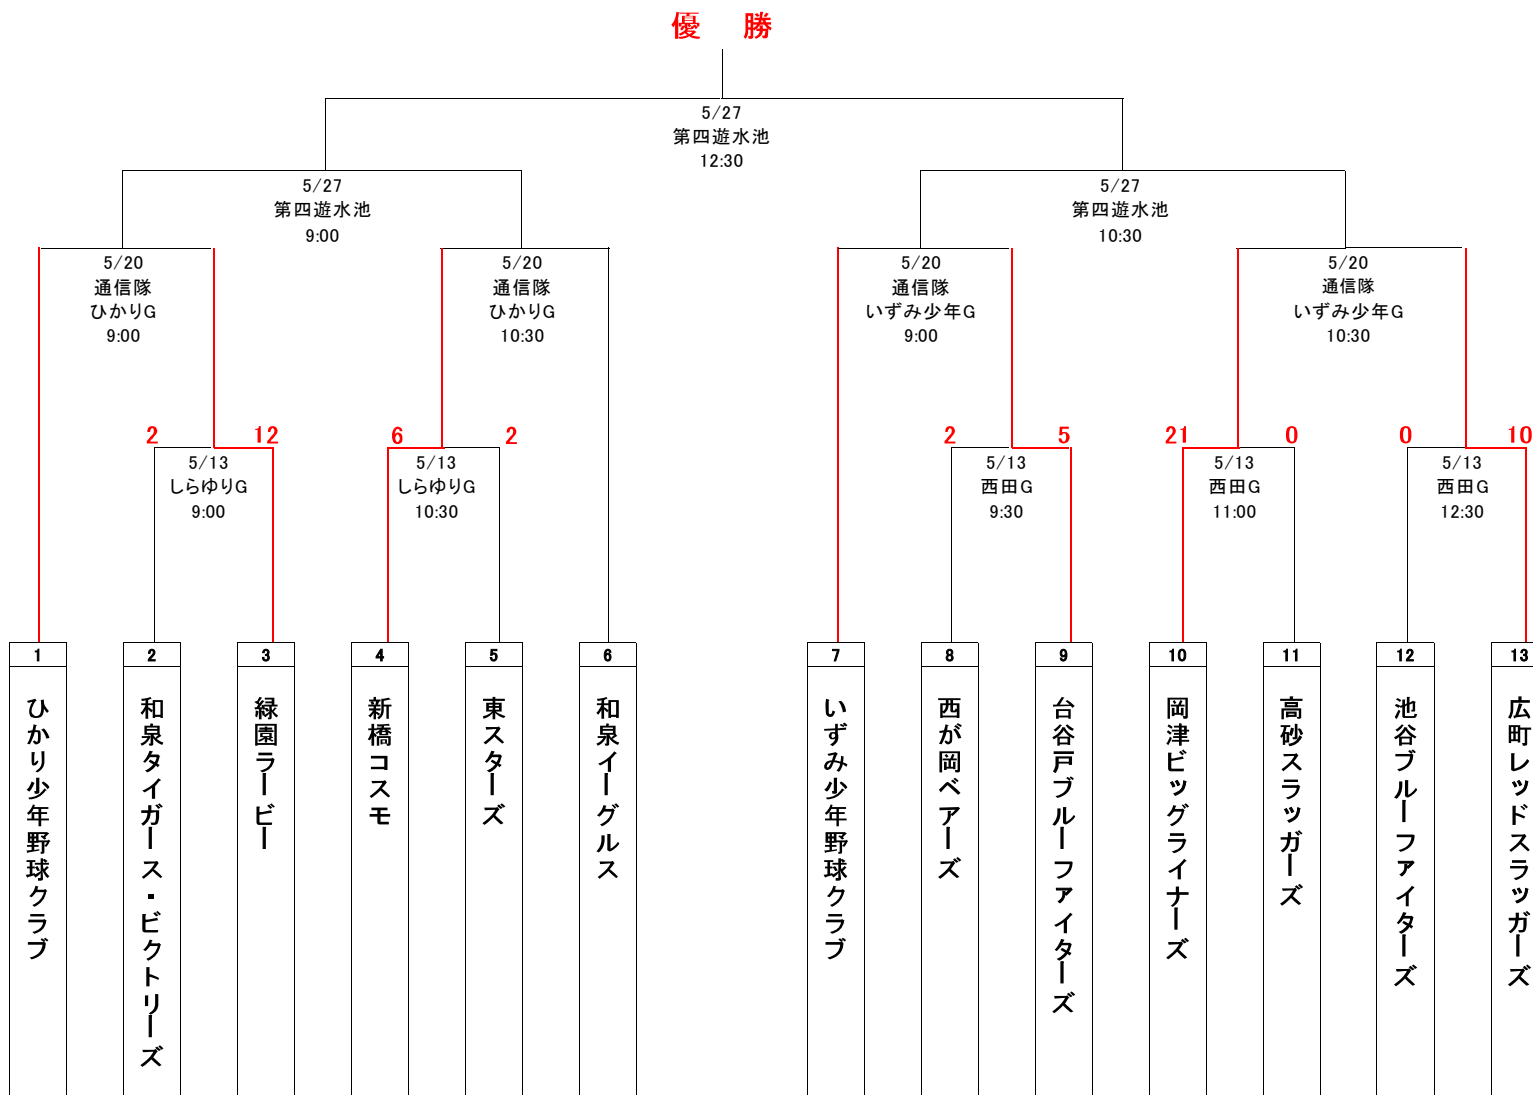 優 勝
5/27
第四遊水池
12:30
5/27
第四遊水池
9:00
5/27
第四遊水池
10:30
5/20
通信隊
ひかりG
9:00
5/20
通信隊
ひかりG
10:30
5/20
通信隊
いずみ少年G
9:00
5/20
通信隊
いずみ少年G
10:30
2 12
5/13
しらゆりG
9:00
6 2
5/13
しらゆりG
10:30
2 5
5/13
西田G
9:30
21 0
5/13
西田G
11:00
0 10
5/13
西田G
12:30
1
ひかり少年野球クラブ
2
和泉タイガース・ビクトリーズ
3
緑園ラービー
4
新橋コスモ
5
東スターズ
6
和泉イーグルス
7
いずみ少年野球クラブ
8
西が岡ベアーズ
9
台谷戸ブルーファイターズ
10
岡津ビッグライナーズ
11
高砂スラッガーズ
12
池谷ブルーファイターズ
13
広町レッドスラッガーズ